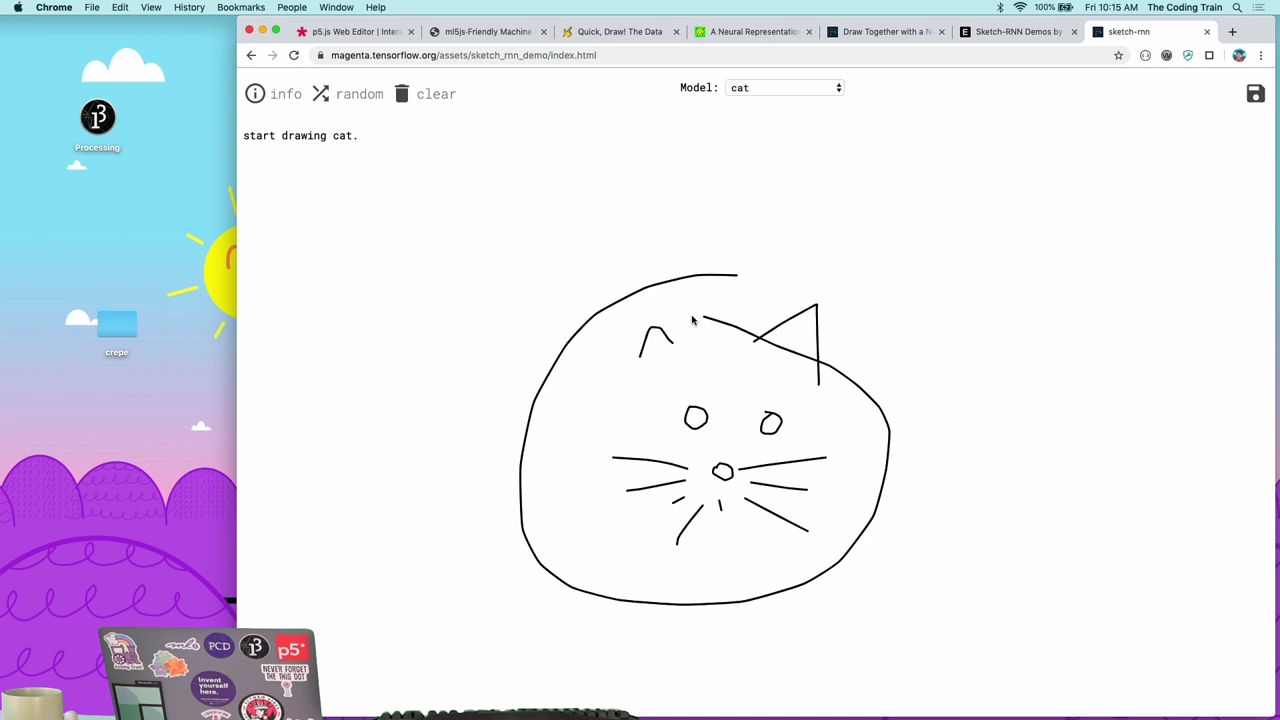 Chrome File Edit View History Bookmarks People Window Help 100% Fri 10:15 AM The Coding Train
p5.js Web Editor | Intera ml5js·Friendly Machine Quick, Draw! The Data A Neural Representation Draw Together with a N Sketch-RNN Demos by sketch-rnn
magenta.tensorflow.org/assets/sketch_rnn_demo/index.html
info random clear Model: cat
start drawing cat.
Processing
crepe
PCD p5*
Invent yourself here.
NEVER FORGET THE THIS DOT